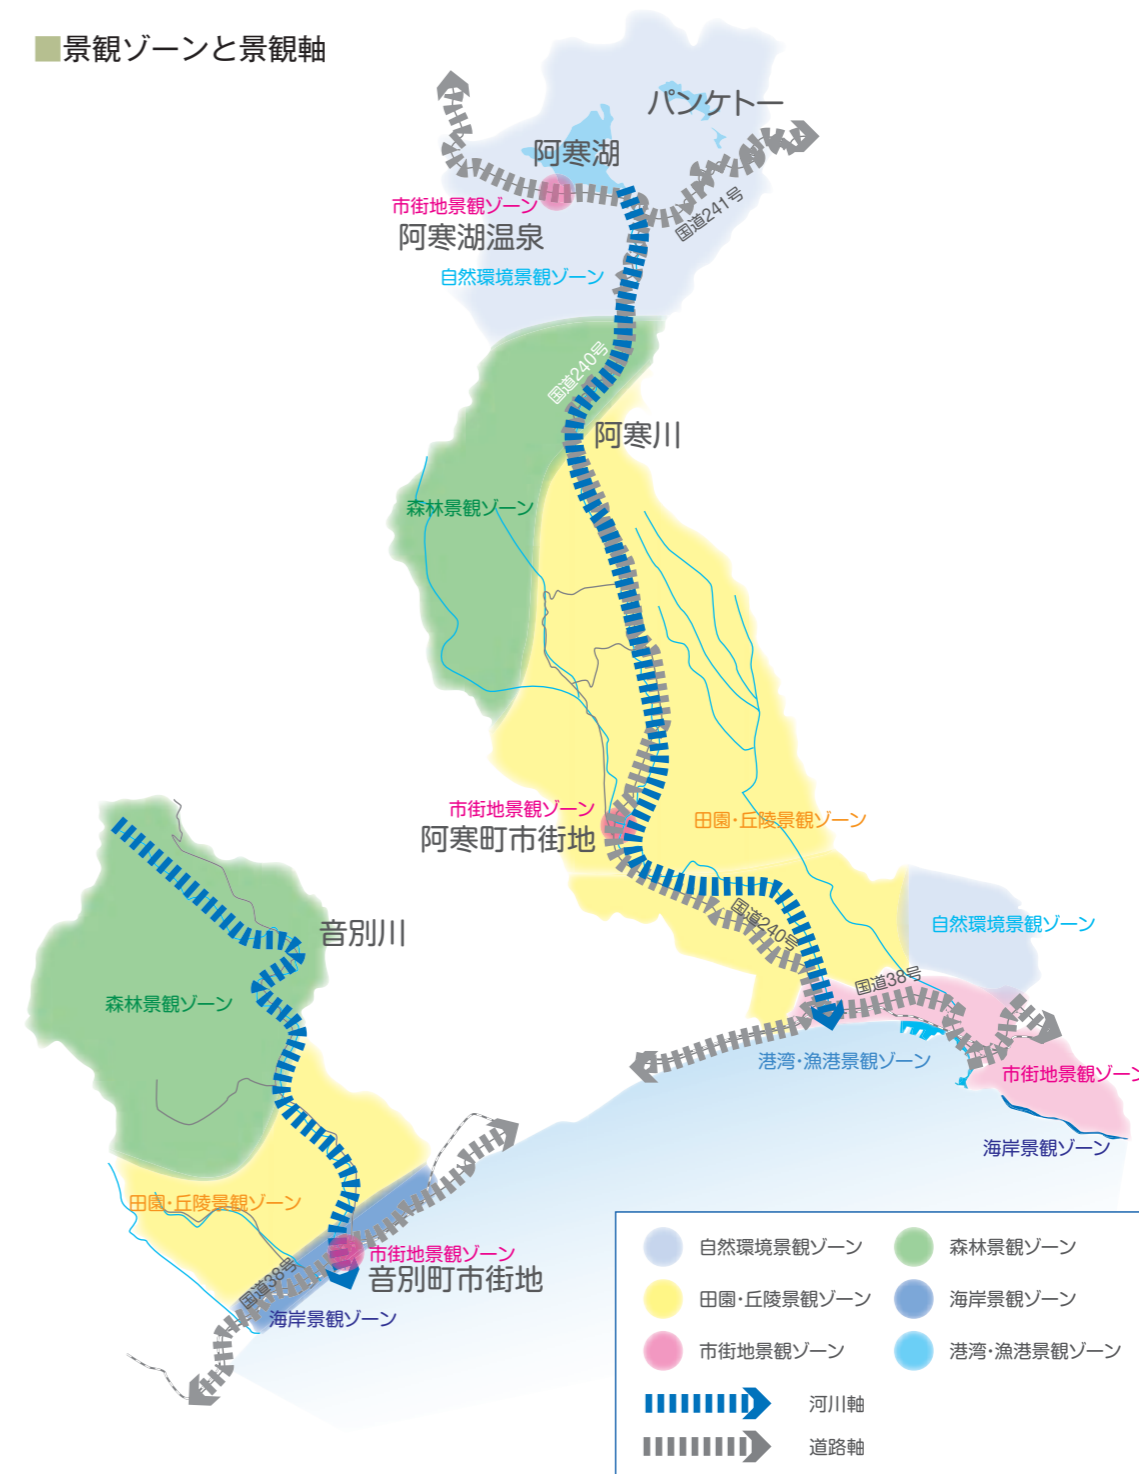 ■景観ゾーンと景観軸
パンケトー
阿寒湖
市街地景観ゾーン
阿寒湖温泉
国道241号
自然環境景観ゾーン
国道240号
阿寒川
森林景観ゾーン
市街地景観ゾーン
阿寒町市街地
田園・丘陵景観ゾーン
国道240号
自然環境景観ゾーン
音別川
国道38号
森林景観ゾーン
港湾・漁港景観ゾーン
市街地景観ゾーン
海岸景観ゾーン
田園・丘陵景観ゾーン
市街地景観ゾーン
音別町市街地
国道38号
海岸景観ゾーン
自然環境景観ゾーン
森林景観ゾーン
田園・丘陵景観ゾーン
海岸景観ゾーン
市街地景観ゾーン
港湾・漁港景観ゾーン
河川軸
道路軸